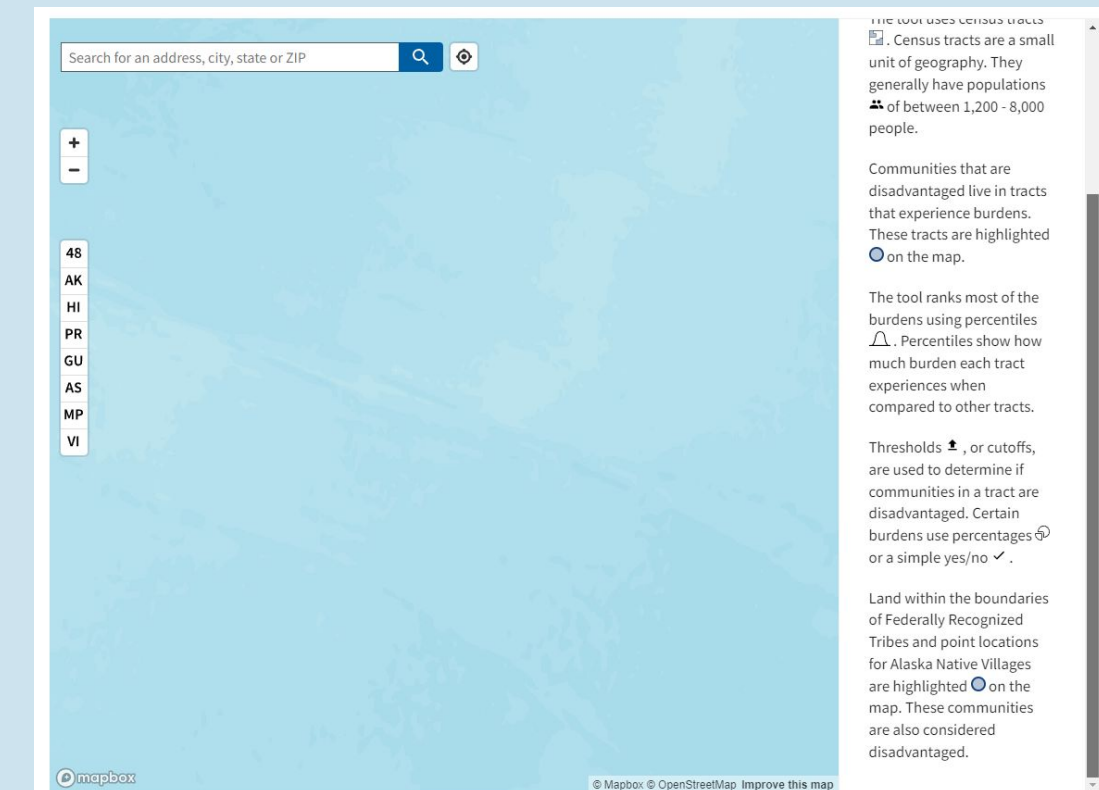 Search for an address, city, state or ZIP
+
−
48
AK
HI
PR
GU
AS
MP
VI
mapbox
© Mapbox © OpenStreetMap Improve this map
The tool uses census tracts
. Census tracts are a small
unit of geography. They
generally have populations
of between 1,200 - 8,000
people.
Communities that are
disadvantaged live in tracts
that experience burdens.
These tracts are highlighted
on the map.
The tool ranks most of the
burdens using percentiles
. Percentiles show how
much burden each tract
experiences when
compared to other tracts.
Thresholds , or cutoffs,
are used to determine if
communities in a tract are
disadvantaged. Certain
burdens use percentages
or a simple yes/no ✓ .
Land within the boundaries
of Federally Recognized
Tribes and point locations
for Alaska Native Villages
are highlighted on the
map. These communities
are also considered
disadvantaged.